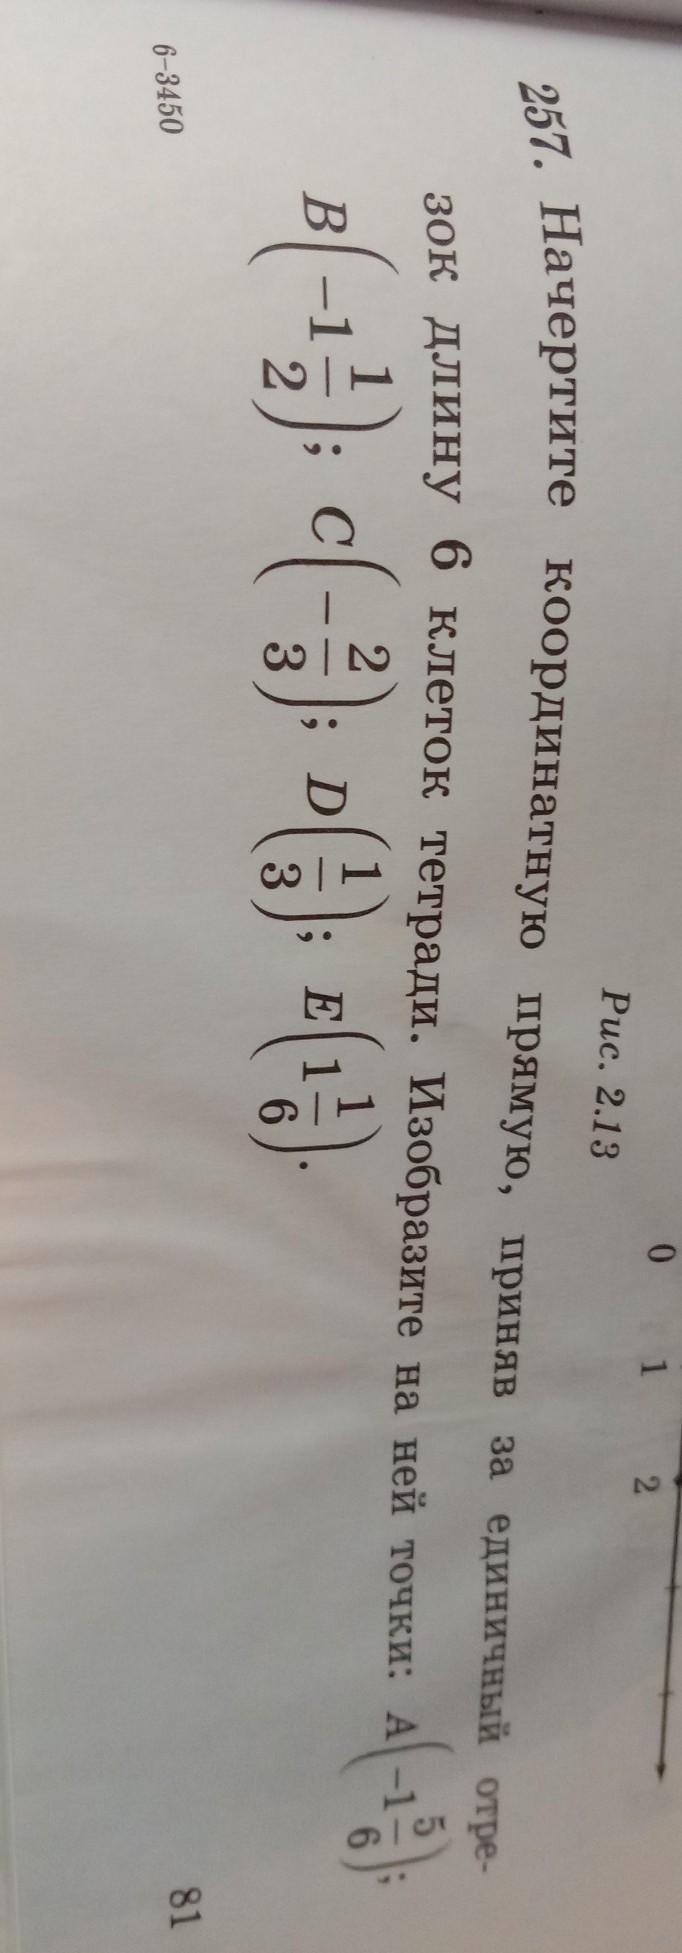 0 1 2
Рис. 2.13
257. Начертите координатную прямую, приняв за единичный отре-
зок длину 6 клеток тетради. Изобразите на ней точки: A(−1 5/6);
B(−1 1/2); C(−2/3); D(1/3); E(1 1/6).
6–3450
81